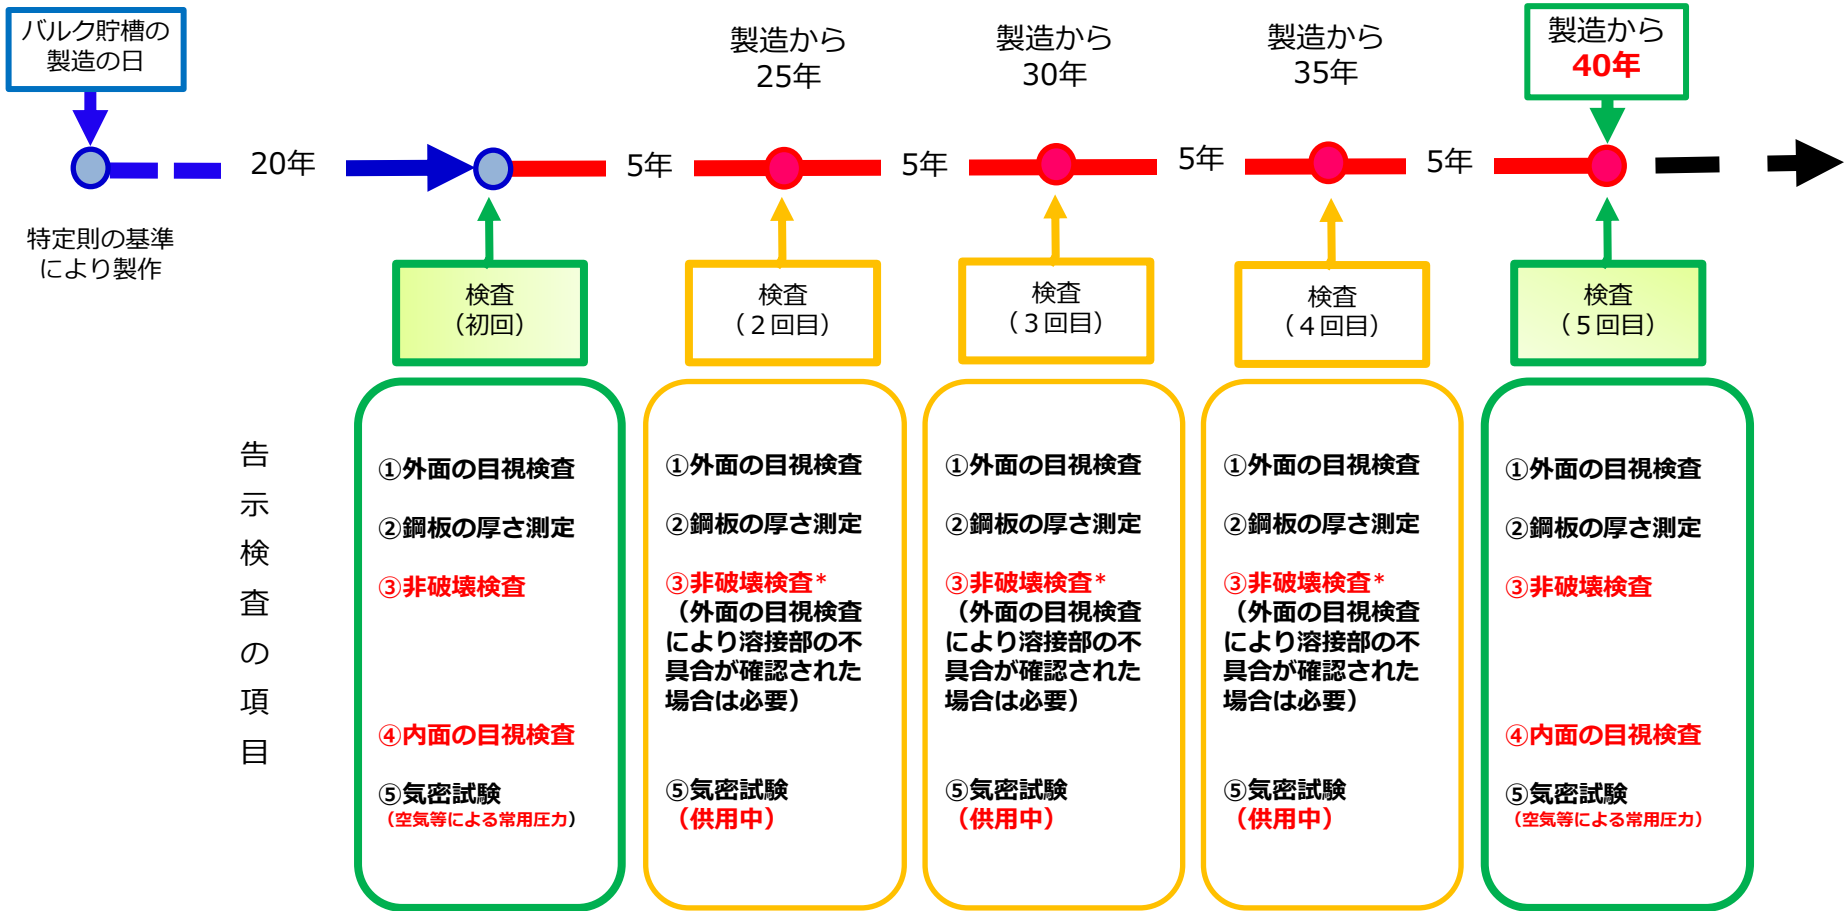 バルク貯槽の
製造の日
製造から
25年
製造から
30年
製造から
35年
製造から
40年
20年
5年
5年
5年
5年
特定則の基準
により製作
検査
（初回）
検査
（２回目）
検査
（３回目）
検査
（４回目）
検査
（５回目）
告示検査の項目
①外面の目視検査
②鋼板の厚さ測定
③非破壊検査
④内面の目視検査
⑤気密試験
（空気等による常用圧力）
①外面の目視検査
②鋼板の厚さ測定
③非破壊検査*
（外面の目視検査
により溶接部の不
具合が確認された
場合は必要）
⑤気密試験
（供用中）
①外面の目視検査
②鋼板の厚さ測定
③非破壊検査*
（外面の目視検査
により溶接部の不
具合が確認された
場合は必要）
⑤気密試験
（供用中）
①外面の目視検査
②鋼板の厚さ測定
③非破壊検査*
（外面の目視検査
により溶接部の不
具合が確認された
場合は必要）
⑤気密試験
（供用中）
①外面の目視検査
②鋼板の厚さ測定
③非破壊検査
④内面の目視検査
⑤気密試験
（空気等による常用圧力）